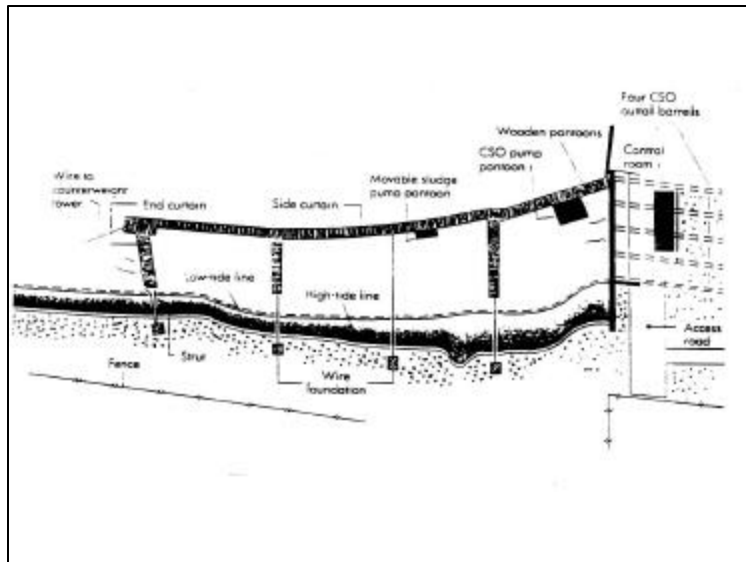 Four CSO
outfall barrels
Wooden pontoons
CSO pump
pontoon
Control
room
Movable sludge
pump pontoon
Wire to
counterweight
tower
End curtain
Side curtain
Low-tide line
High-tide line
Access
road
Strut
Fence
Wire
foundation